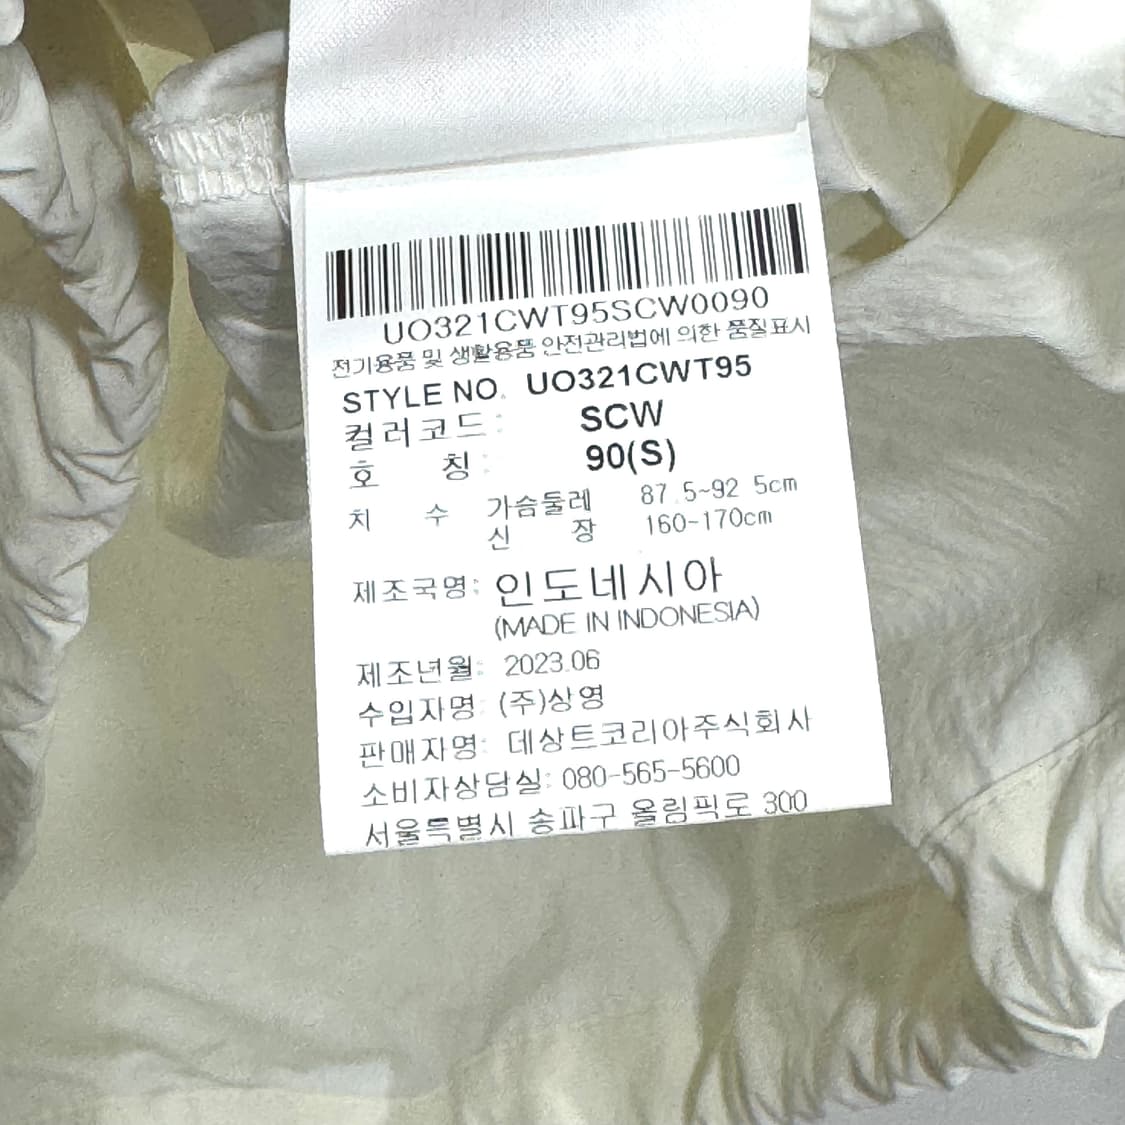 UO321CWT95SCW0090
전기용품 및 생활용품 안전관리법에 의한 품질표시
STYLE NO. UO321CWT95
컬러코드: SCW
호 칭: 90(S)
치 수 가슴둘레 87.5~92.5cm
신 장 160-170cm
제조국명: 인도네시아
(MADE IN INDONESIA)
제조년월: 2023.06
수입자명: (주)상영
판매자명: 데상트코리아주식회사
소비자상담실: 080-565-5600
서울특별시 송파구 올림픽로 300